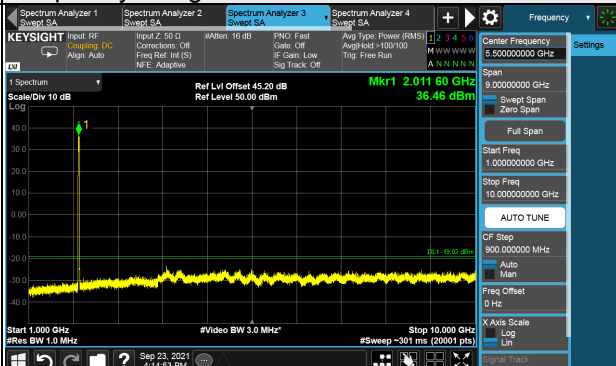 Spectrum Analyzer 1
Swept SA
Spectrum Analyzer 2
Swept SA
Spectrum Analyzer 3
Swept SA
Spectrum Analyzer 4
Swept SA
Frequency
KEYSIGHT
Input: RF
Coupling: DC
Align: Auto
Input Z: 50 Ω
Corrections: Off
Freq Ref: Int (S)
NFE: Adaptive
#Atten: 16 dB
PNO: Fast
Gate: Off
IF Gain: Low
Sig Track: Off
Avg Type: Power (RMS)
Avg|Hold:>100/100
Trig: Free Run
1 2 3 4 5 6
M W W W W W
A N N N N N
LXI
1 Spectrum
Scale/Div 10 dB
Log
Ref Lvl Offset 45.20 dB
Ref Level 50.00 dBm
Mkr1 2.011 60 GHz
36.46 dBm
40.0
30.0
20.0
10.0
0.00
-10.0
-20.0
-30.0
-40.0
1
DL1 -19.02 dBm
Start 1.000 GHz
#Res BW 1.0 MHz
#Video BW 3.0 MHz*
Stop 10.000 GHz
#Sweep ~301 ms (20001 pts)
Center Frequency
5.500000000 GHz
Settings
Span
9.00000000 GHz
Swept Span
Zero Span
Full Span
Start Freq
1.000000000 GHz
Stop Freq
10.000000000 GHz
AUTO TUNE
CF Step
900.000000 MHz
Auto
Man
Freq Offset
0 Hz
X Axis Scale
Log
Lin
Signal Track
Sep 23, 2021
4:14:53 PM